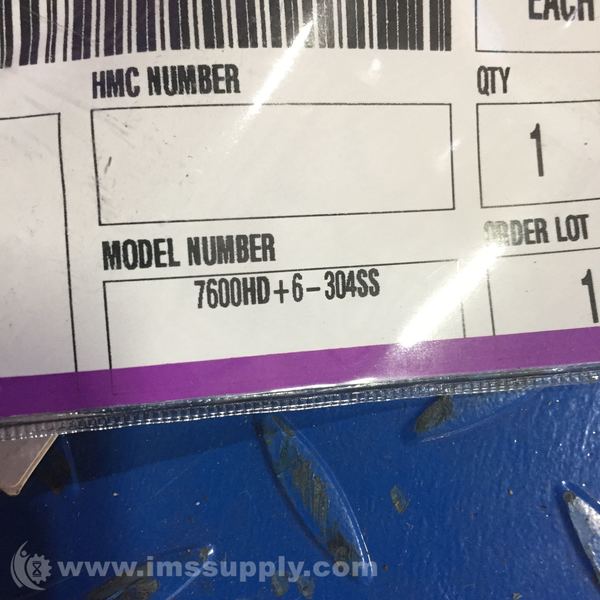 EACH
HMC NUMBER
QTY
1
MODEL NUMBER
ORDER LOT
7600HD+6-304SS
1
www.imssupply.com